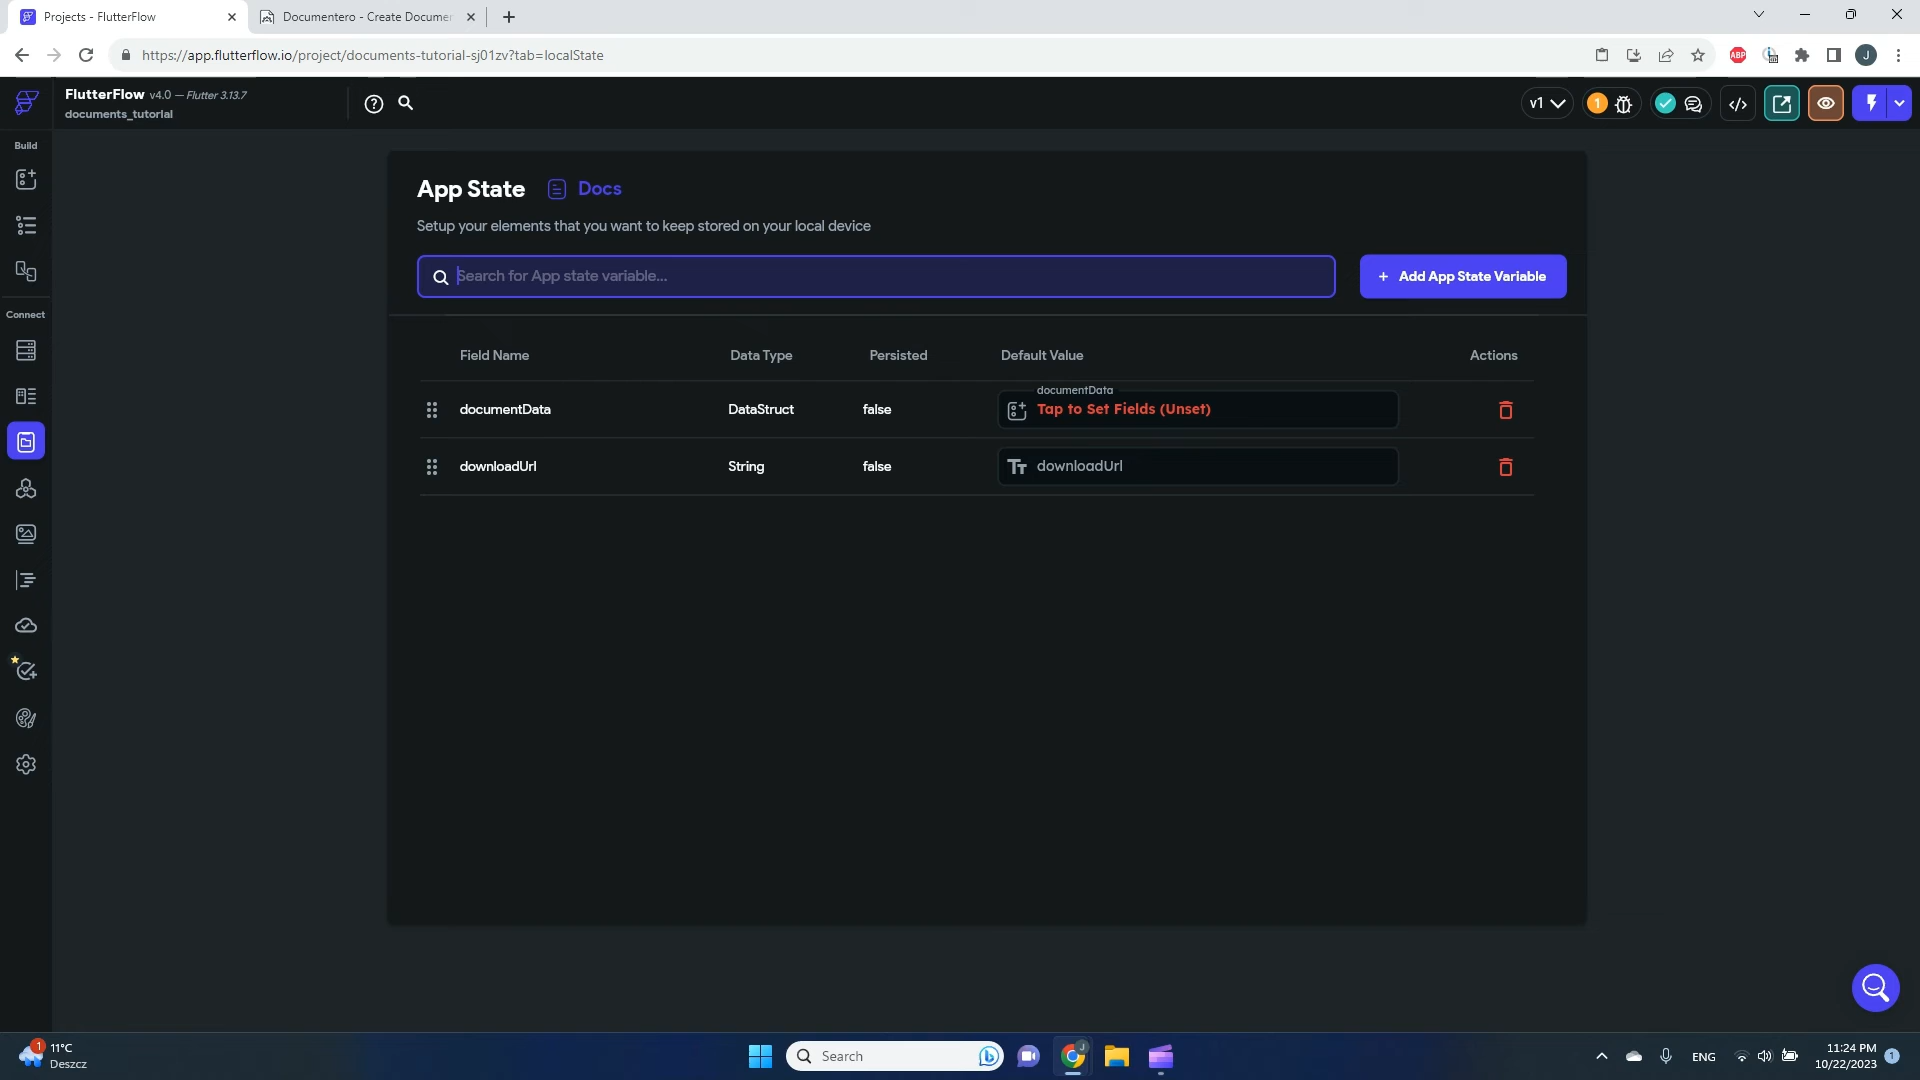 Projects - FlutterFlow
Documentero - Create Documen
https://app.flutterflow.io/project/documents-tutorial-sj01zv?tab=localState
ABP
J
FlutterFlow v4.0 — Flutter 3.13.7
documents_tutorial
v1
1
Build
Connect
App State
Docs
Setup your elements that you want to keep stored on your local device
Search for App state variable...
+ Add App State Variable
Field Name
Data Type
Persisted
Default Value
Actions
documentData
DataStruct
false
documentData
Tap to Set Fields (Unset)
downloadUrl
String
false
downloadUrl
1
11°C
Deszcz
Search
J
ENG
11:24 PM
10/22/2023
1